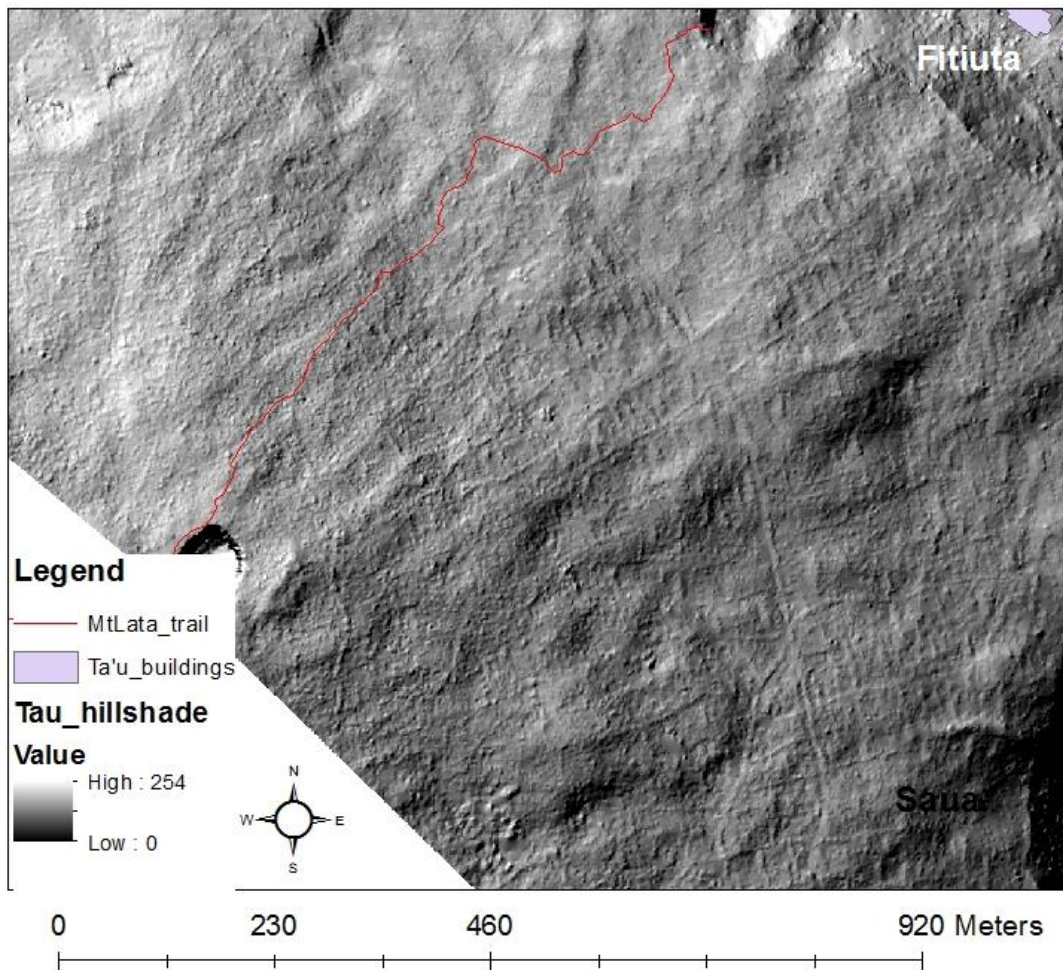 Fitiuta
Legend
MtLata_trail
Ta'u_buildings
Tau_hillshade
Value
High : 254
Low : 0
N
W E
S
Saua
0 230 460 920 Meters